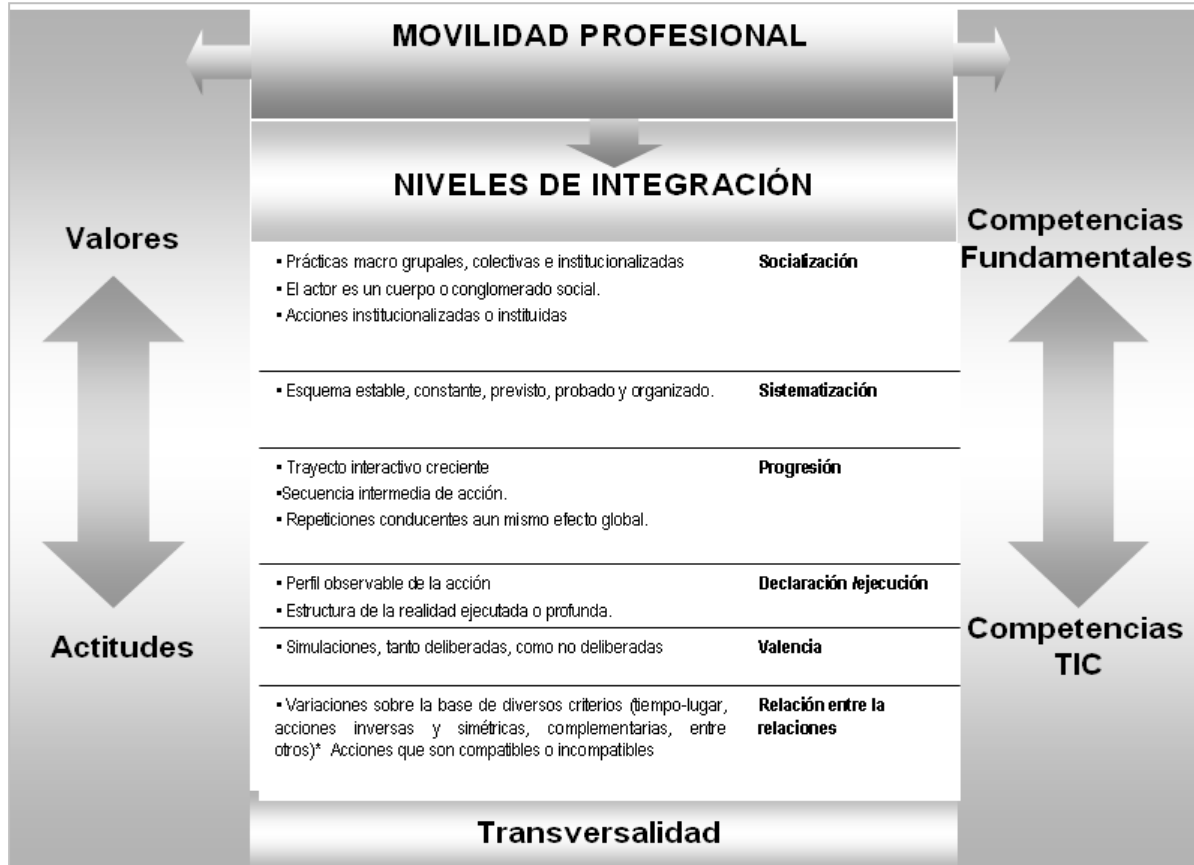 MOVILIDAD PROFESIONAL
NIVELES DE INTEGRACIÓN
Valores
Actitudes
▪ Prácticas macro grupales, colectivas e institucionalizadas
Socialización
▪ El actor es un cuerpo o conglomerado social.
▪ Acciones institucionalizadas o instituidas
▪ Esquema estable, constante, previsto, probado y organizado.
Sistematización
▪ Trayecto interactivo creciente
Progresión
▪Secuencia intermedia de acción.
▪ Repeticiones conducentes aun mismo efecto global.
▪ Perfil observable de la acción
Declaración /ejecución
▪ Estructura de la realidad ejecutada o profunda.
▪ Simulaciones, tanto deliberadas, como no deliberadas
Valencia
▪ Variaciones sobre la base de diversos criterios (tiempo-lugar,
acciones inversas y simétricas, complementarias, entre
otros)* Acciones que son compatibles o incompatibles
Relación entre la
relaciones
Competencias
Fundamentales
Competencias
TIC
Transversalidad